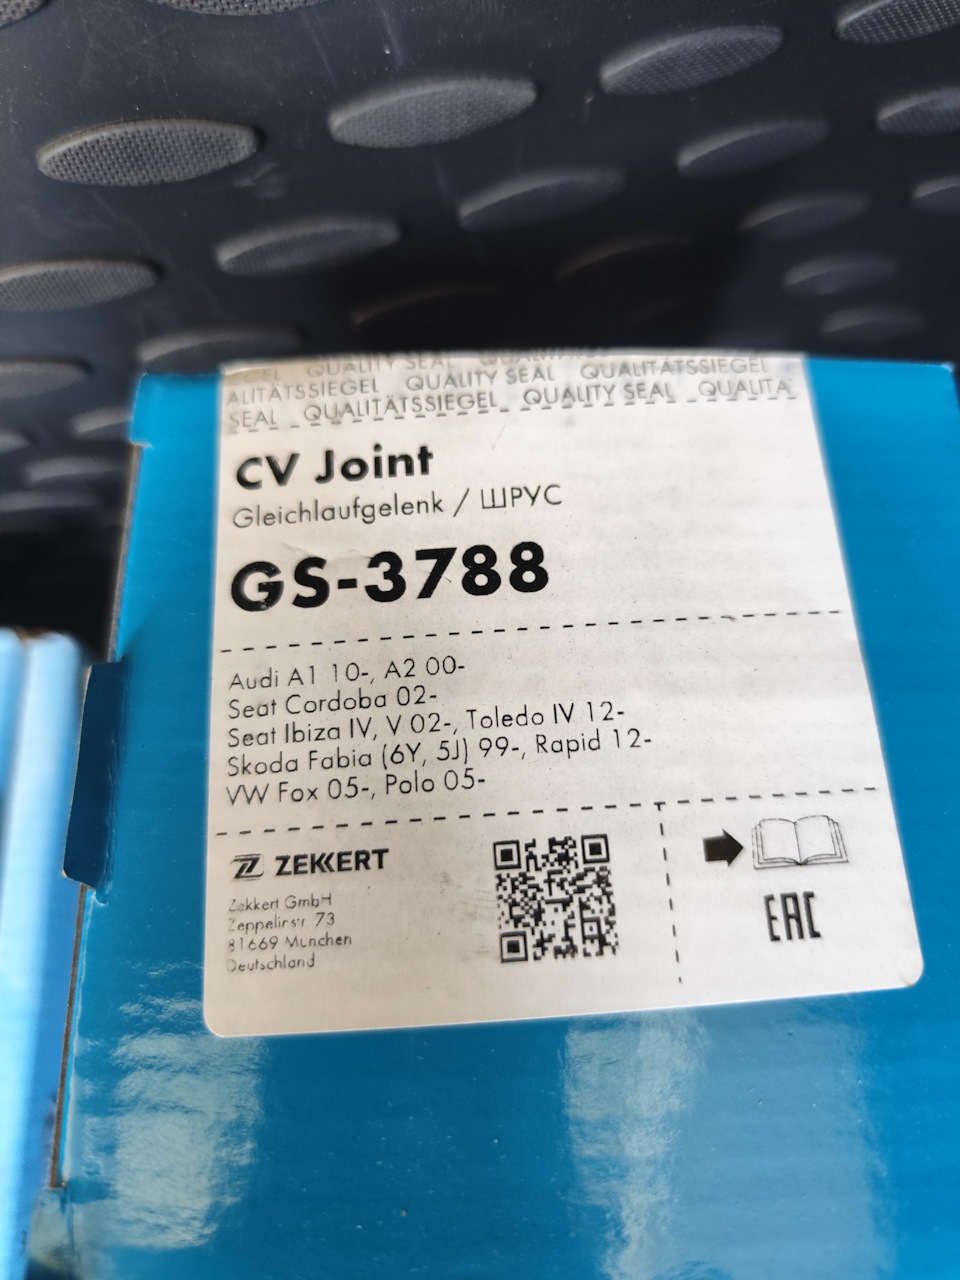 QUALITY SEAL
ALITÄTSSIEGEL QUALITY SEAL QUALITÄTSSIEGEL
SEAL QUALITÄTSSIEGEL QUALITY SEAL QUALITÄ
CV Joint
Gleichlaufgelenk / ШРУС
GS-3788
Audi A1 10-, A2 00-
Seat Cordoba 02-
Seat Ibiza IV, V 02-, Toledo IV 12-
Skoda Fabia (6Y, 5J) 99-, Rapid 12-
VW Fox 05-, Polo 05-
ZEKKERT
Zekkert GmbH
Zeppelinstr 73
81669 München
Deutschland
EAC